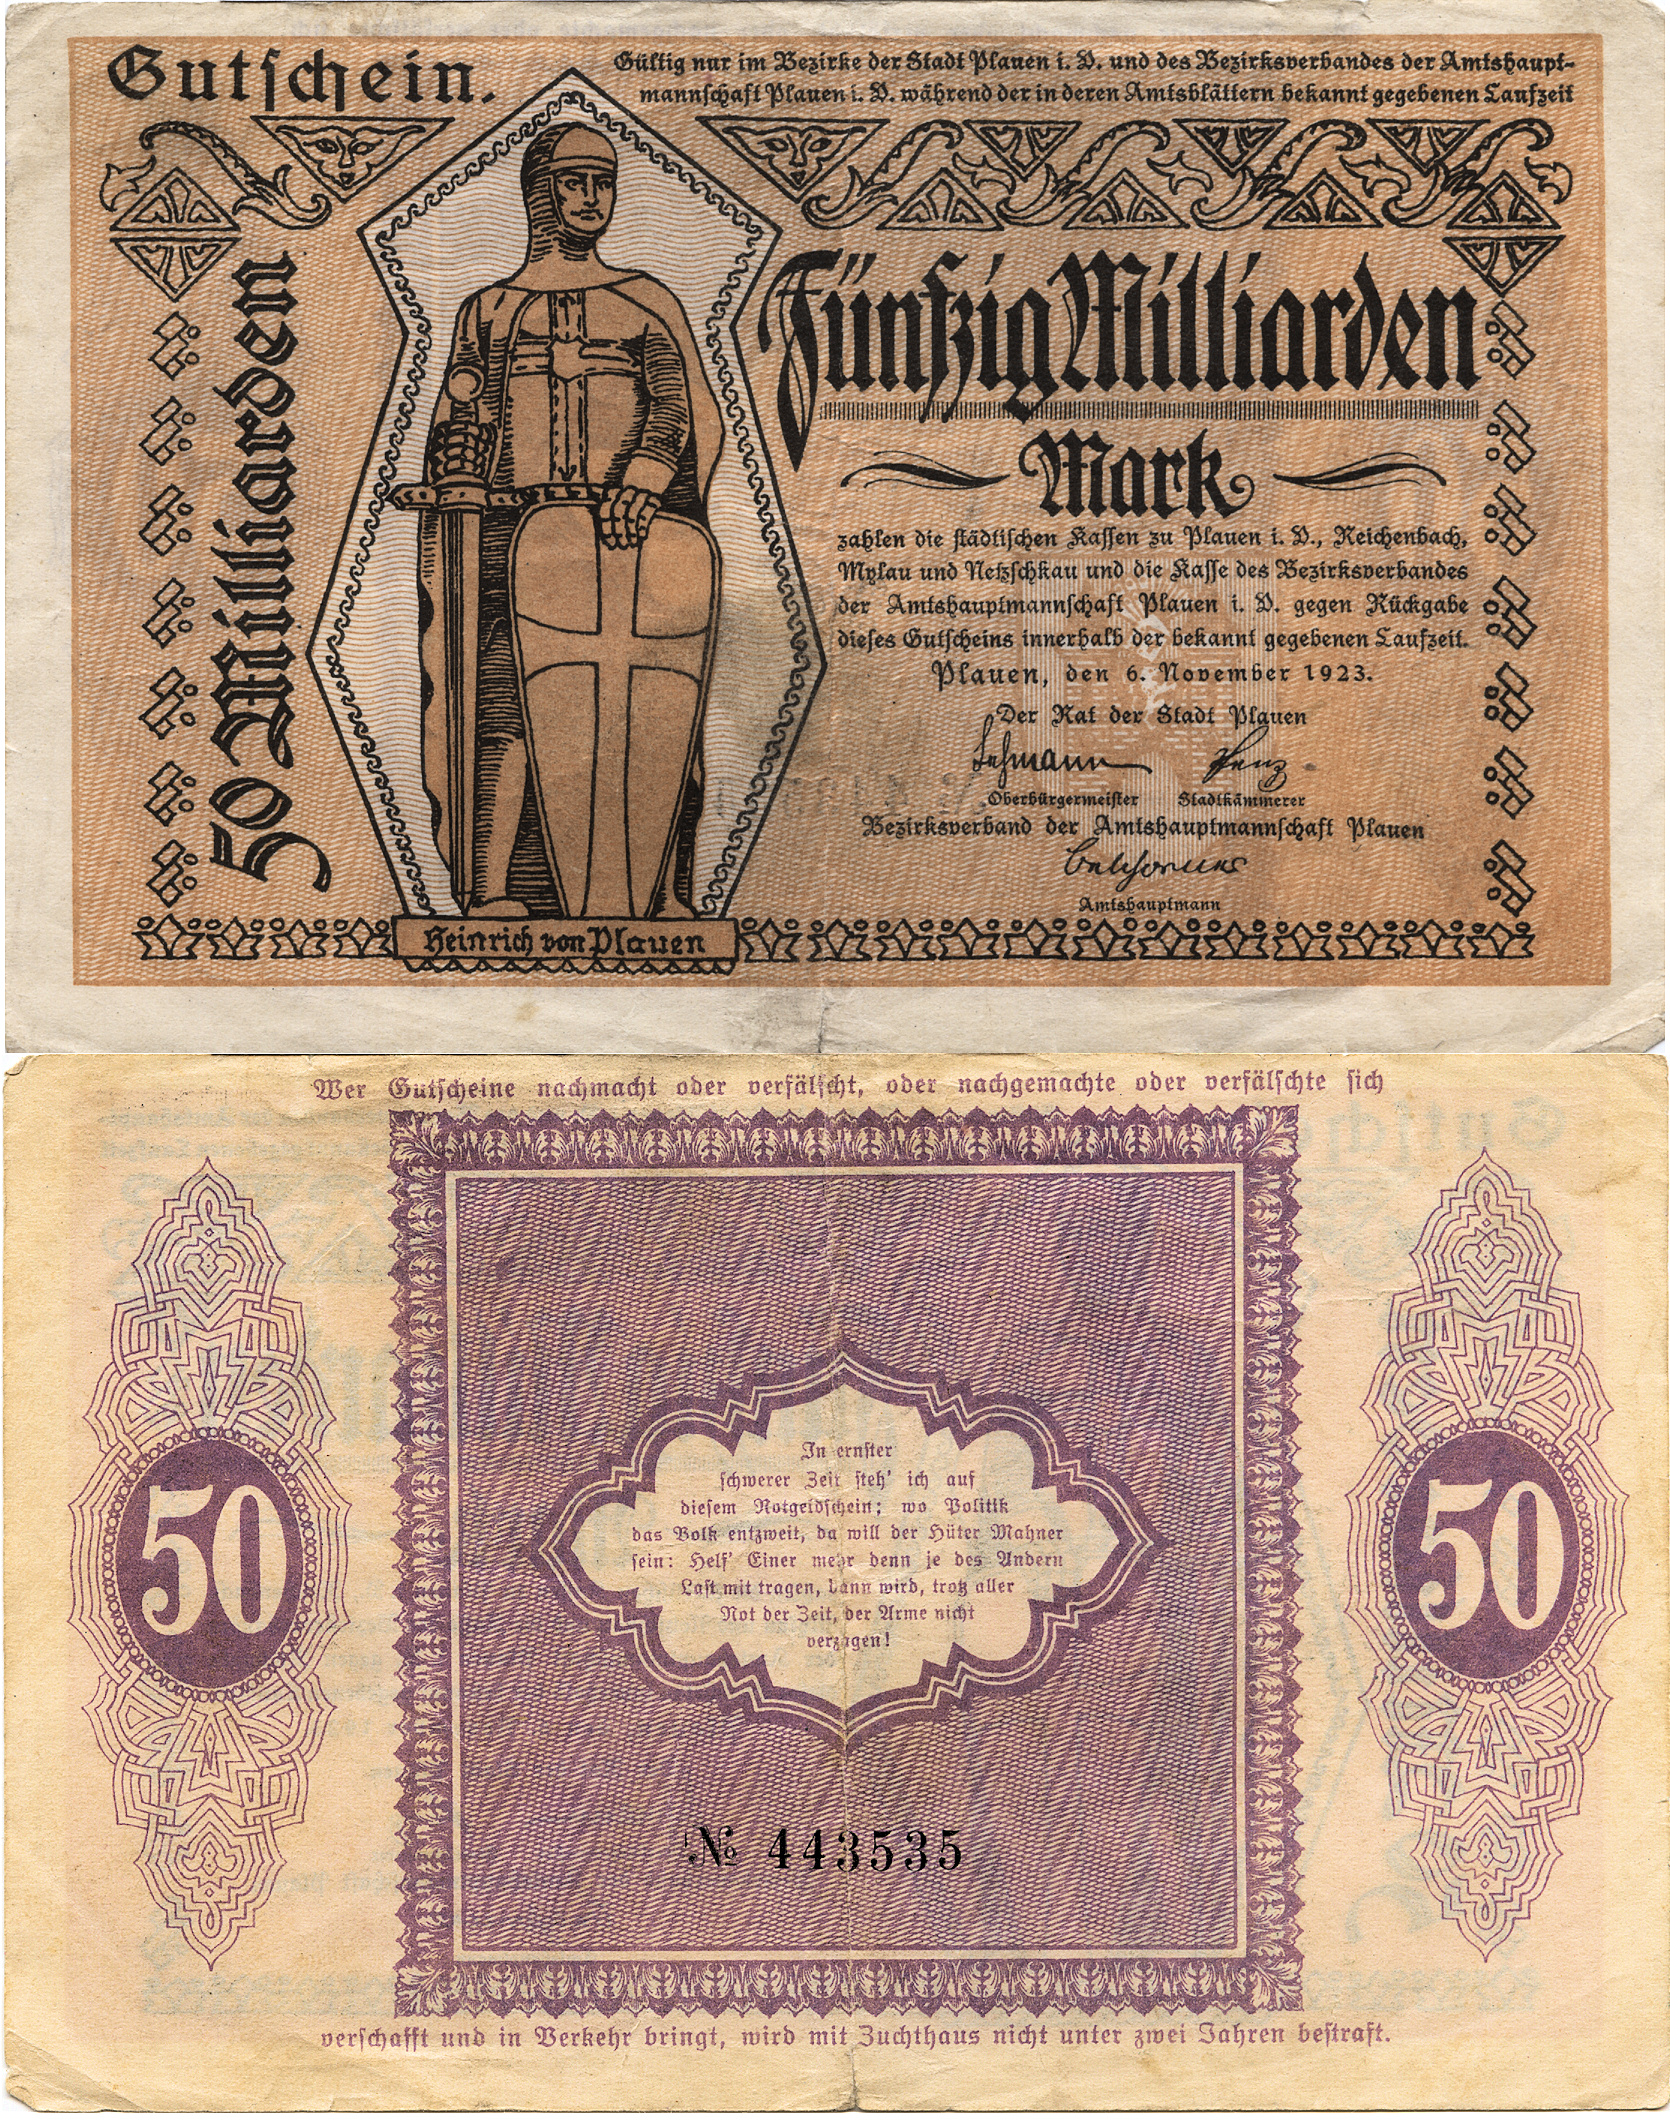 Gutschein.
Gültig nur im Bezirke der Stadt Plauen i. V. und des Bezirksverbandes der Amtshaupt-
mannschaft Plauen i. V. während der in deren Amtsblättern bekannt gegebenen Laufzeit
50 Milliarden
Fünfzig Milliarden
Mark
zahlen die städtischen Kassen zu Plauen i. V., Reichenbach,
Mylau und Netzschkau und die Kasse des Bezirksverbandes
der Amtshauptmannschaft Plauen i. V. gegen Rückgabe
dieses Gutscheins innerhalb der bekannt gegebenen Laufzeit.
Plauen, den 6. November 1923.
Der Rat der Stadt Plauen
Lehmann
Oberbürgermeister Stadtkämmerer
Bezirksverband der Amtshauptmannschaft Plauen
Amtshauptmann
Heinrich von Plauen
Wer Gutscheine nachmacht oder verfälscht, oder nachgemachte oder verfälschte sich
In ernster
schwerer Zeit steh' ich auf
diesem Notgeldschein; wo Politik
das Volk entzweit, da will der Hüter Mahner
sein: Helf' Einer mehr denn je des Andern
Last mit tragen, dann wird, trotz aller
Not der Zeit, der Arme nicht
verzagen!
50
50
№ 443535
verschafft und in Verkehr bringt, wird mit Zuchthaus nicht unter zwei Jahren bestraft.